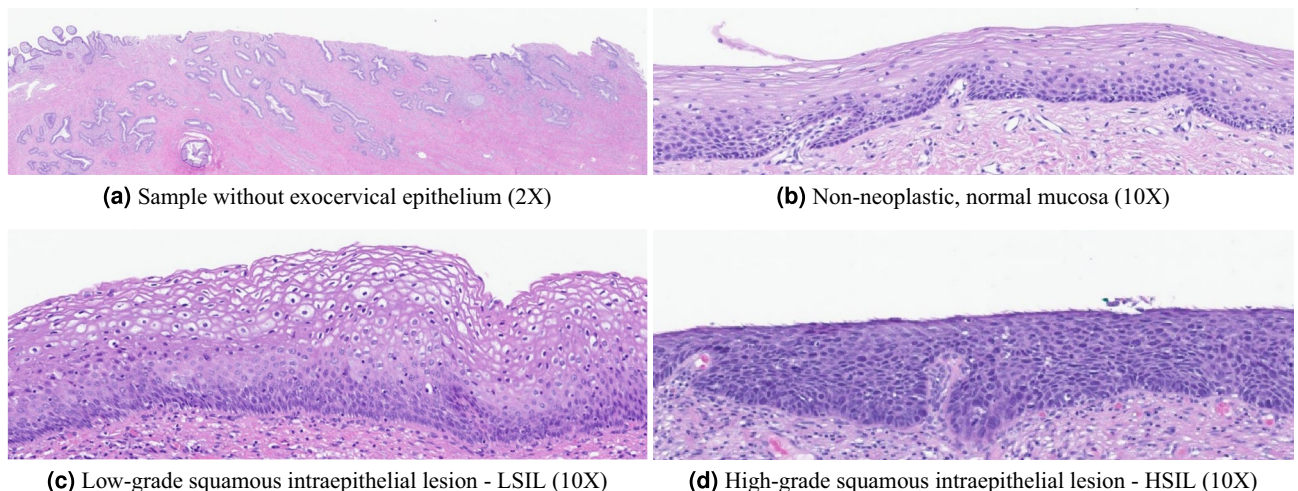 (a) Sample without exocervical epithelium (2X)
(b) Non-neoplastic, normal mucosa (10X)
(c) Low-grade squamous intraepithelial lesion - LSIL (10X)
(d) High-grade squamous intraepithelial lesion - HSIL (10X)